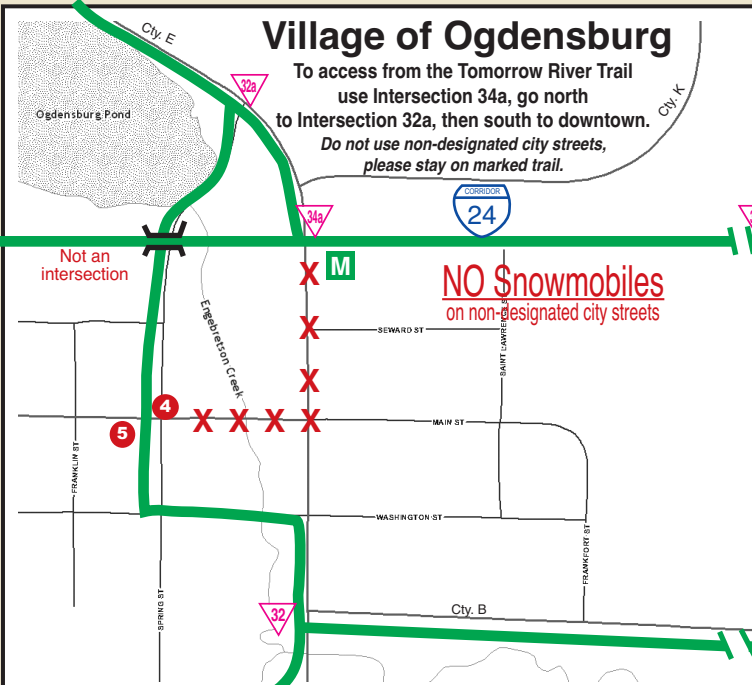 Village of Ogdensburg
To access from the Tomorrow River Trail
use Intersection 34a, go north
to Intersection 32a, then south to downtown.
Do not use non-designated city streets,
please stay on marked trail.
Cty. E
32a
Ogdensburg Pond
Cty. K
CORRIDOR
24
34a
Not an
intersection
M
NO Snowmobiles
on non-designated city streets
X
X
X
X X X X
Engebretson Creek
SEWARD ST
SAINT LAWRENCE ST
4
5
MAIN ST
FRANKLIN ST
WASHINGTON ST
FRANKFORT ST
SPRING ST
32
Cty. B